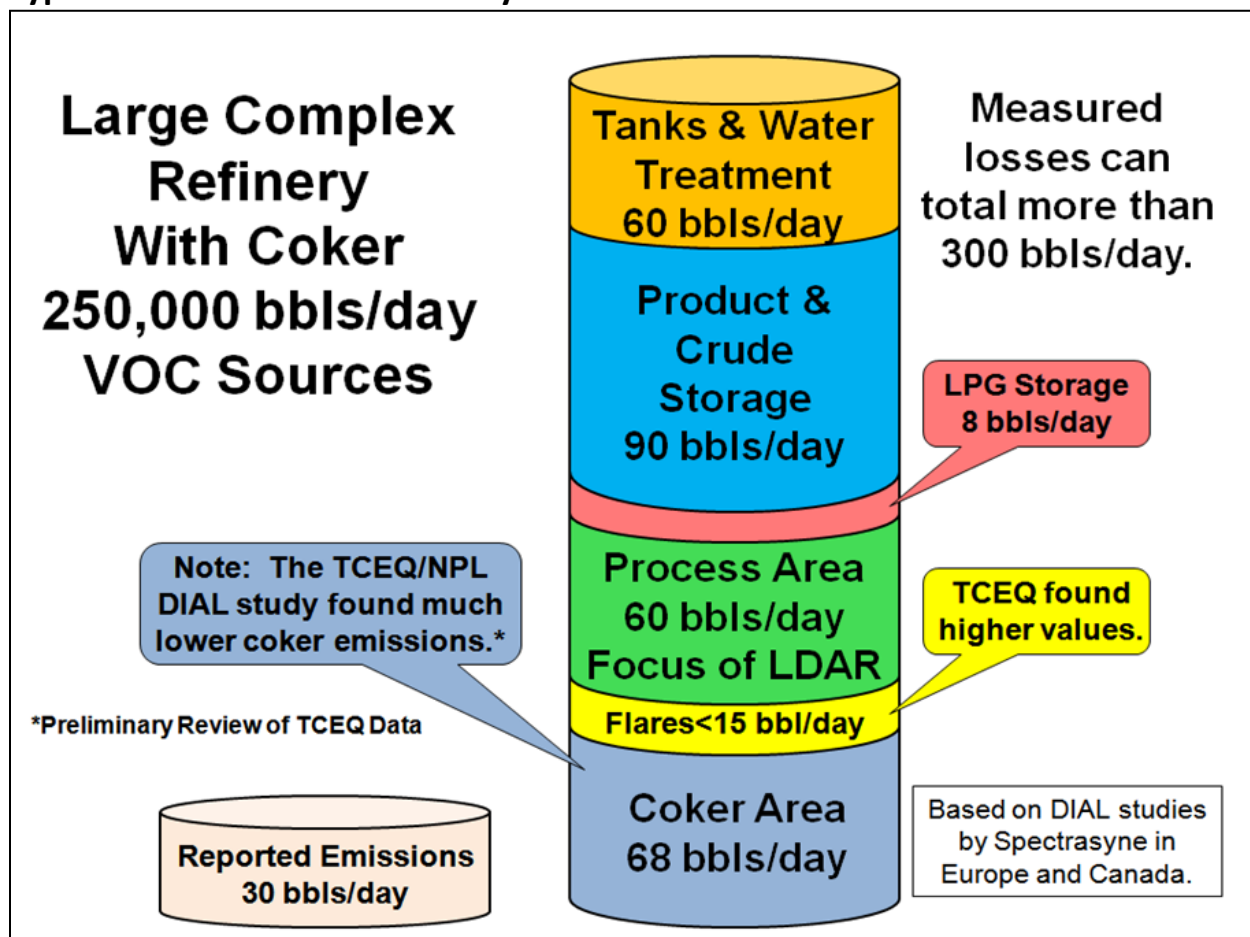 Large Complex
Refinery
With Coker
250,000 bbls/day
VOC Sources
Tanks & Water
Treatment
60 bbls/day
Measured
losses can
total more than
300 bbls/day.
Product &
Crude
Storage
90 bbls/day
LPG Storage
8 bbls/day
Note: The TCEQ/NPL
DIAL study found much
lower coker emissions.*
Process Area
60 bbls/day
Focus of LDAR
TCEQ found
higher values.
*Preliminary Review of TCEQ Data
Flares<15 bbl/day
Reported Emissions
30 bbls/day
Coker Area
68 bbls/day
Based on DIAL studies
by Spectrasyne in
Europe and Canada.